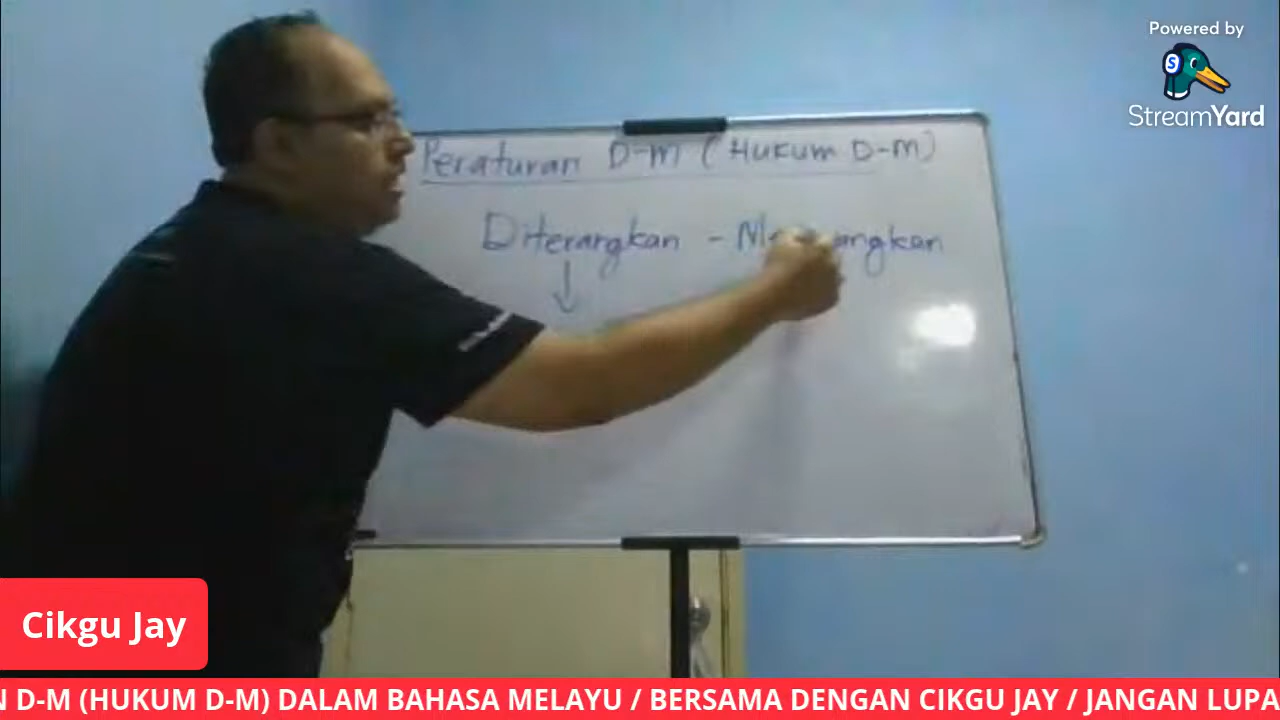 Powered by
StreamYard
Peraturan D-M (Hukum D-M)
Diterangkan -
Cikgu Jay
D-M (HUKUM D-M) DALAM BAHASA MELAYU / BERSAMA DENGAN CIKGU JAY / JANGAN LUPA